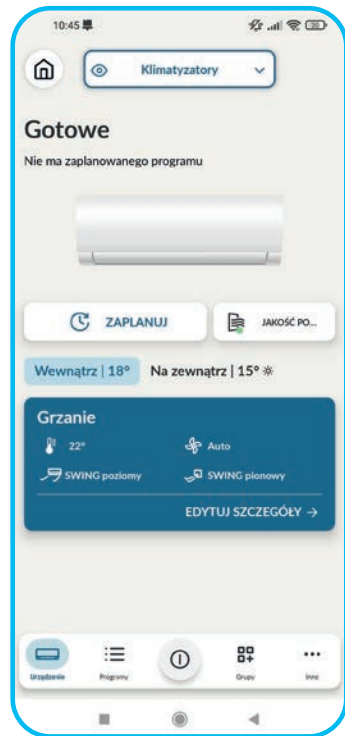 10:45
20
Klimatyzatory
Gotowe
Nie ma zaplanowanego programu
ZAPLANUJ
JAKOŚĆ PO...
Wewnątrz | 18°
Na zewnątrz | 15°
Grzanie
22°
Auto
SWING poziomy
SWING pionowy
EDYTUJ SZCZEGÓŁY →
Urządzenie
Programy
Grupy
Inne